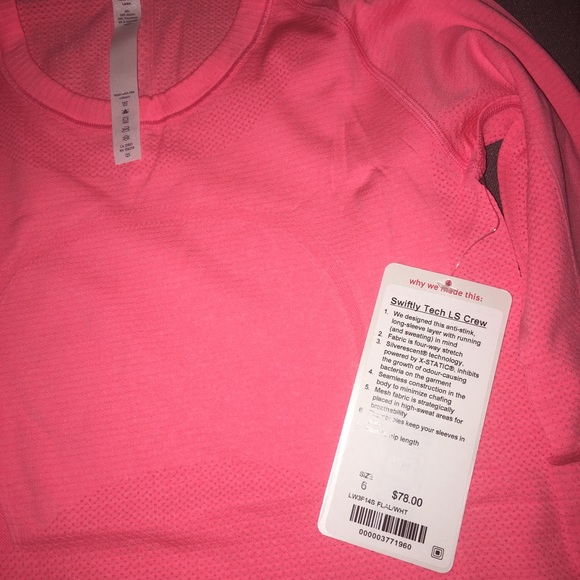 why we made this:
Swiftly Tech LS Crew
1. We designed this anti-stink,
long-sleeve layer with running
(and sweating) in mind
2. Fabric is four-way stretch
3. Silverescent® technology,
powered by X-STATIC®, inhibits
the growth of odour-causing
bacteria on the garment
4. Seamless construction in the
body to minimize chafing
5. Mesh fabric is strategically
placed in high-sweat areas for
breathability
6. keep your sleeves in
hip length
SIZE
6
$78.00
LW3F14S FLAL/WHT
000003771960